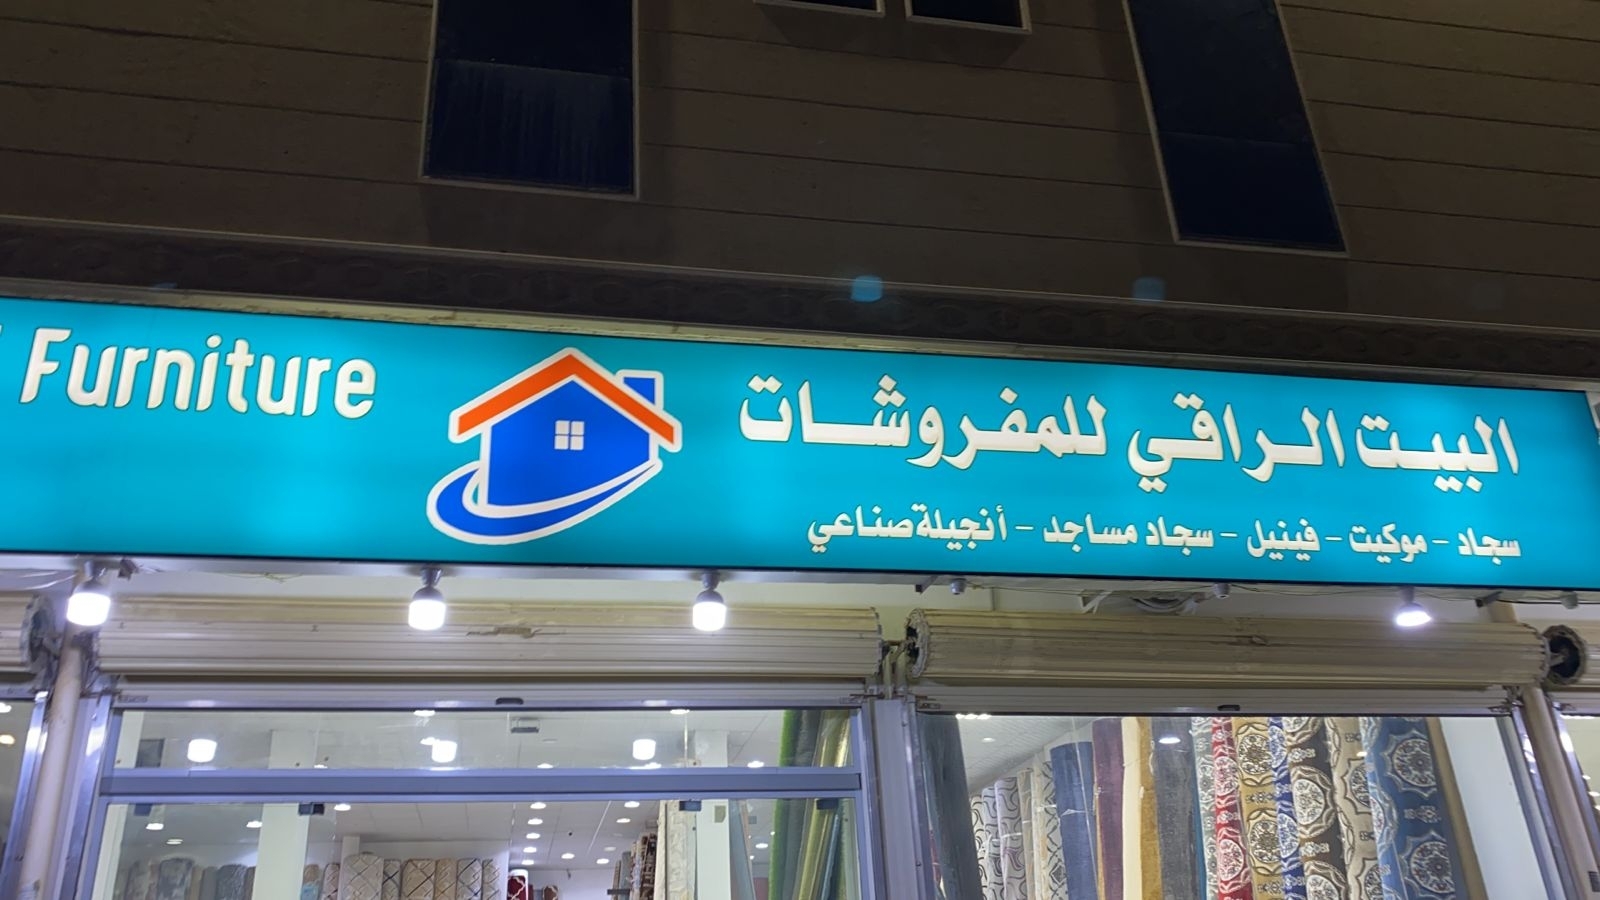 البيت الراقي للمفروشات
سجاد - موكيت - فينيل - سجاد مساجد - أنجيلة صناعي
Furniture